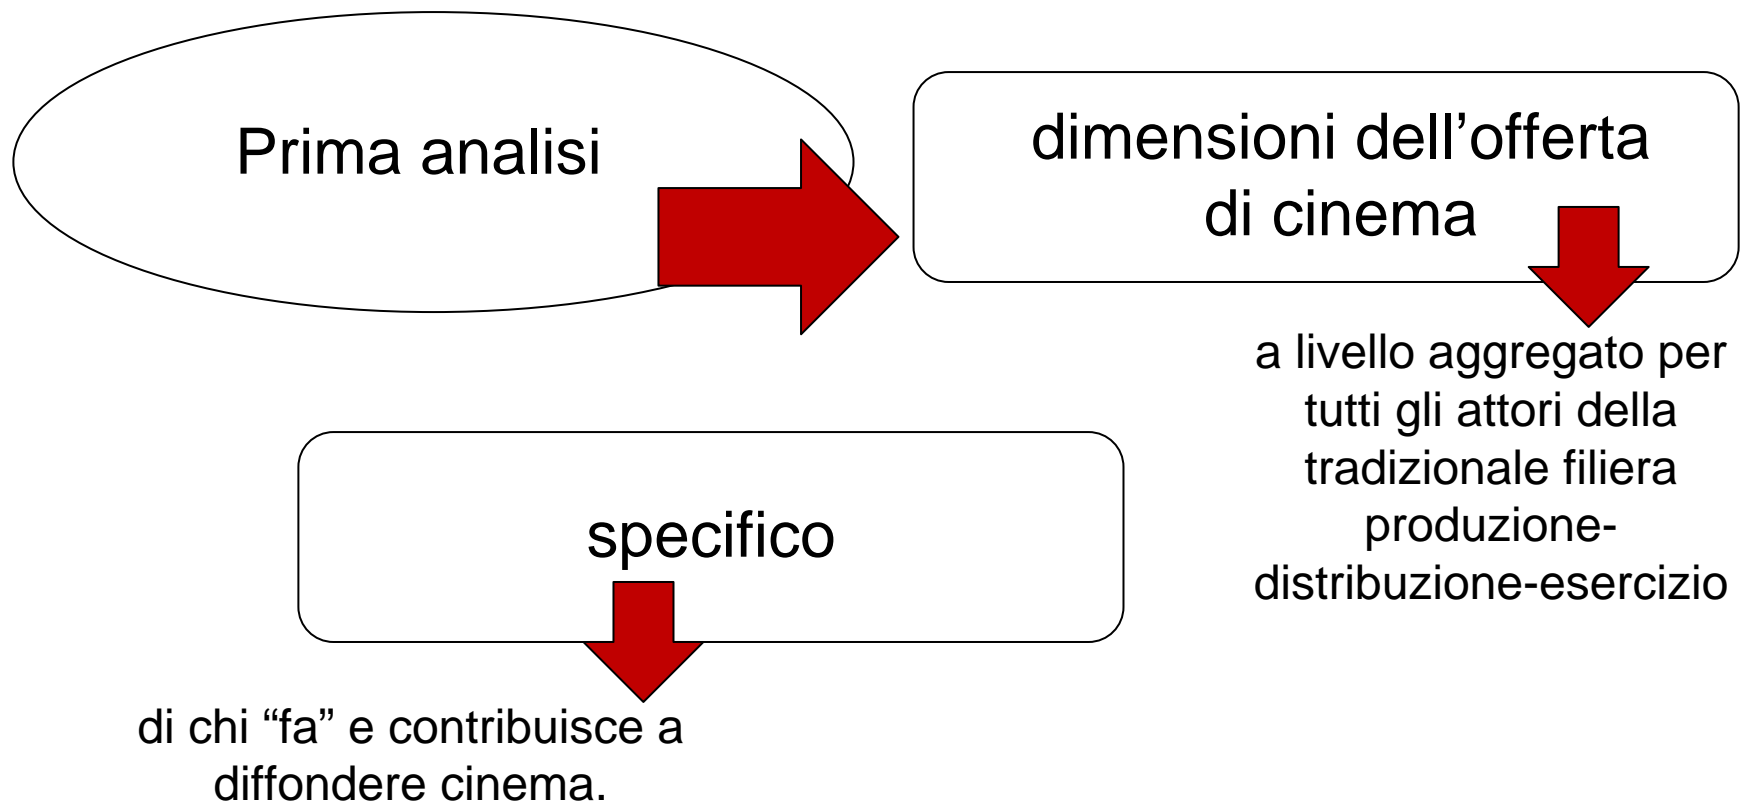 Prima analisi
dimensioni dell’offerta
di cinema
a livello aggregato per
tutti gli attori della
tradizionale filiera
produzione-
distribuzione-esercizio
specifico
di chi “fa” e contribuisce a
diffondere cinema.